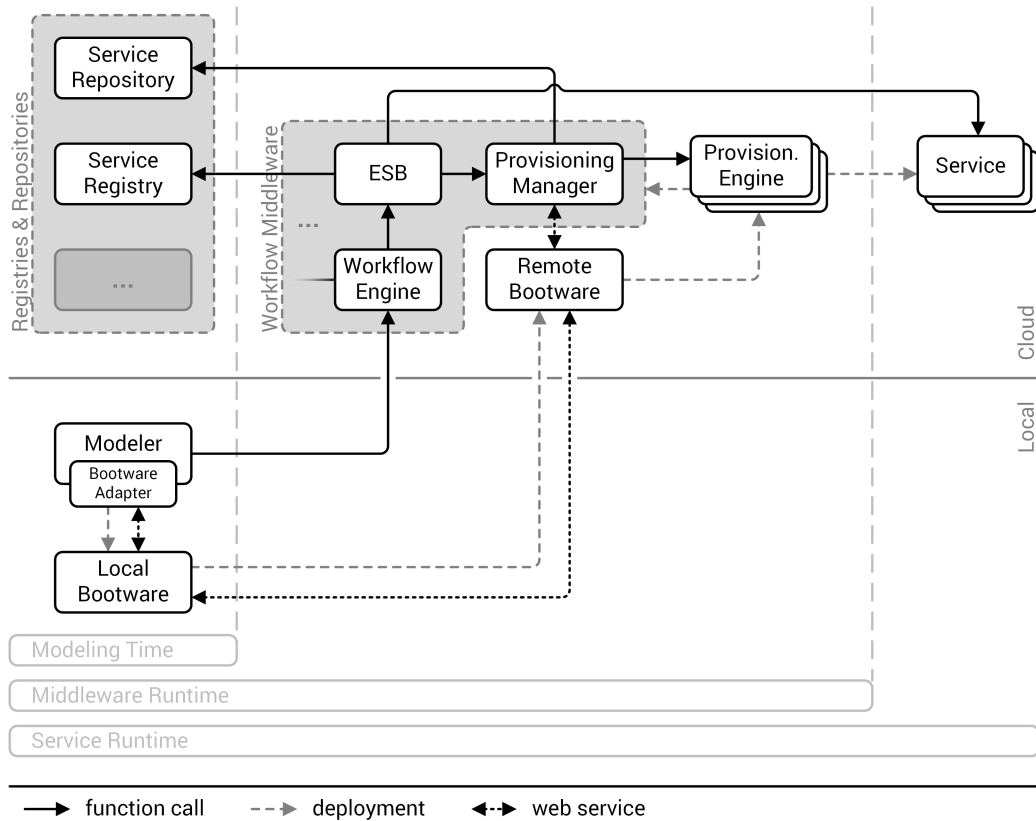 Registries & Repositories
Service
Repository
Service
Registry
...
Workflow Middleware
ESB
Provisioning
Manager
...
Workflow
Engine
Remote
Bootware
Provision.
Engine
Service
Cloud
Local
Modeler
Bootware
Adapter
Local
Bootware
Modeling Time
Middleware Runtime
Service Runtime
function call
deployment
web service